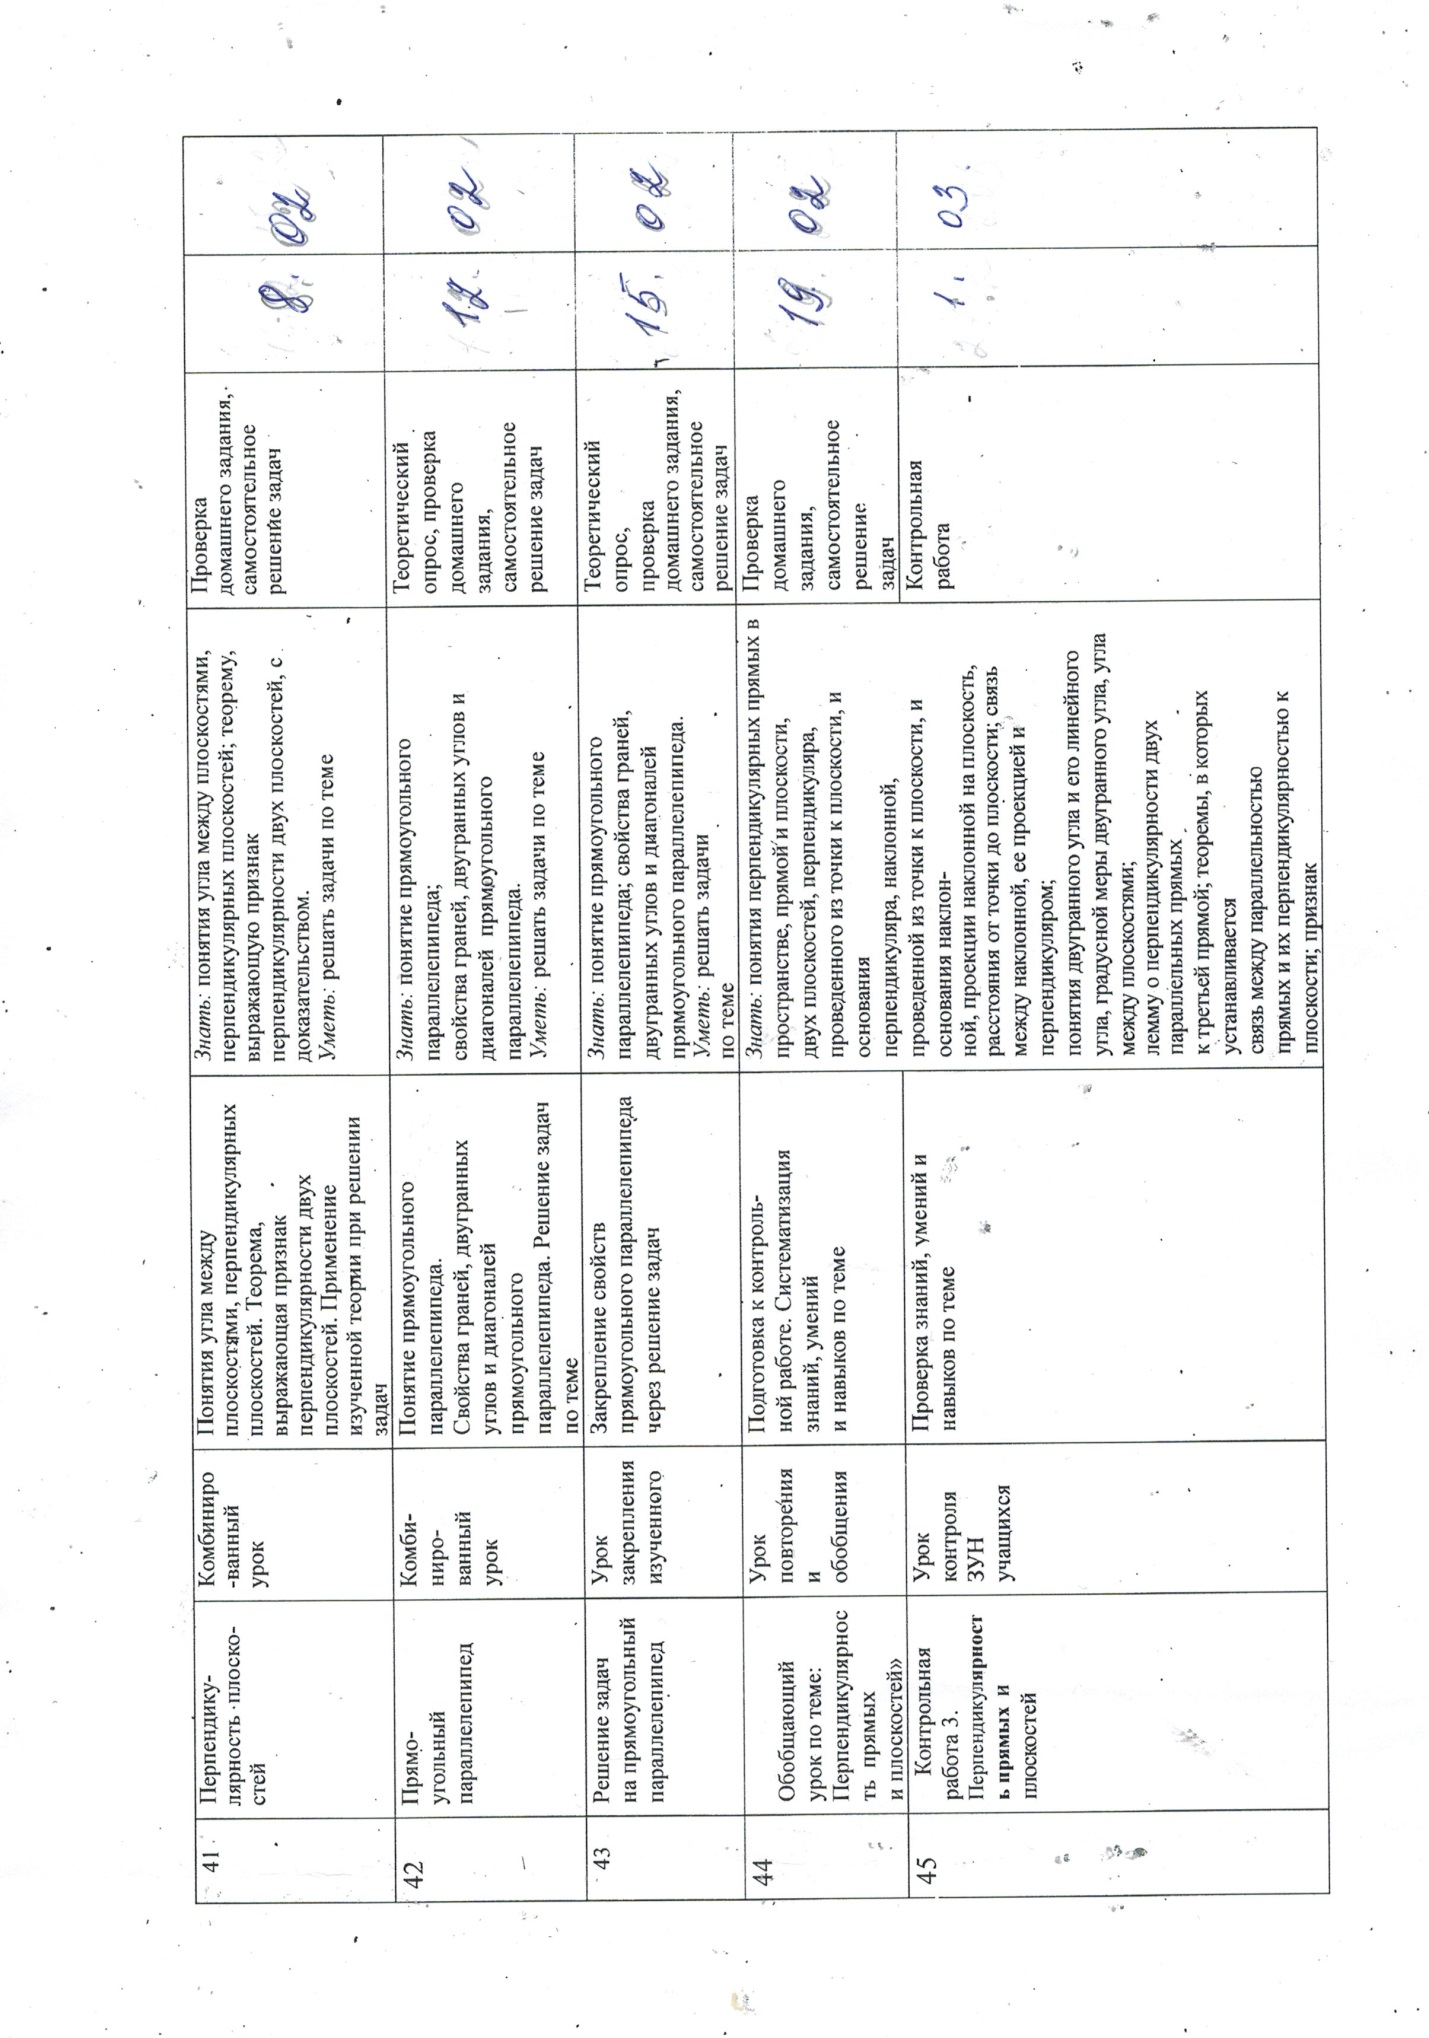 41
Перпендику-
лярность плоско-
стей
Комбиниро
-ванный
урок
Понятия угла между
плоскостями, перпендикулярных
плоскостей. Теорема,
выражающая признак
перпендикулярности двух
плоскостей. Применение
изученной теории при решении
задач
Знать: понятия угла между плоскостями,
перпендикулярных плоскостей; теорему,
выражающую признак
перпендикулярности двух плоскостей, с
доказательством.
Уметь: решать задачи по теме
Проверка
домашнего задания,
самостоятельное
решение задач
8.
02
42
Прямо-
угольный
параллелепипед
Комби-
ниро-
ванный
урок
Понятие прямоугольного
параллелепипеда.
Свойства граней, двугранных
углов и диагоналей
прямоугольного
параллелепипеда. Решение задач
по теме
Знать: понятие прямоугольного
параллелепипеда;
свойства граней, двугранных углов и
диагоналей прямоугольного
параллелепипеда.
Уметь: решать задачи по теме
Теоретический
опрос, проверка
домашнего
задания,
самостоятельное
решение задач
12.
02
43
Решение задач
на прямоугольный
параллелепипед
Урок
закрепления
изученного
Закрепление свойств
прямоугольного параллелепипеда
через решение задач
Знать: понятие прямоугольного
параллелепипеда; свойства граней,
двугранных углов и диагоналей
прямоугольного параллелепипеда.
Уметь: решать задачи
по теме
Теоретический
опрос,
проверка
домашнего задания,
самостоятельное
решение задач
15.
02
44
Обобщающий
урок по теме:
Перпендикулярнос
ть прямых
и плоскостей»
Урок
повторения
и
обобщения
Подготовка к контроль-
ной работе. Систематизация
знаний, умений
и навыков по теме
Знать: понятия перпендикулярных прямых в
пространстве, прямой и плоскости,
двух плоскостей, перпендикуляра,
проведенного из точки к плоскости, и
основания
перпендикуляра, наклонной,
проведенной из точки к плоскости, и
основания наклон-
ной, проекции наклонной на плоскость,
расстояния от точки до плоскости; связь
между наклонной, ее проекцией и
перпендикуляром;
понятия двугранного угла и его линейного
угла, градусной меры двугранного угла, угла
между плоскостями;
лемму о перпендикулярности двух
параллельных прямых
к третьей прямой; теоремы, в которых
устанавливается
связь между параллельностью
прямых и их перпендикулярностью к
плоскости; признак
Проверка
домашнего
задания,
самостоятельное
решение
задач
19.
02
45
Контрольная
работа 3.
Перпендикулярност
ь прямых и
плоскостей
Урок
контроля
ЗУН
учащихся
Проверка знаний, умений и
навыков по теме
Контрольная
работа
1.
03.